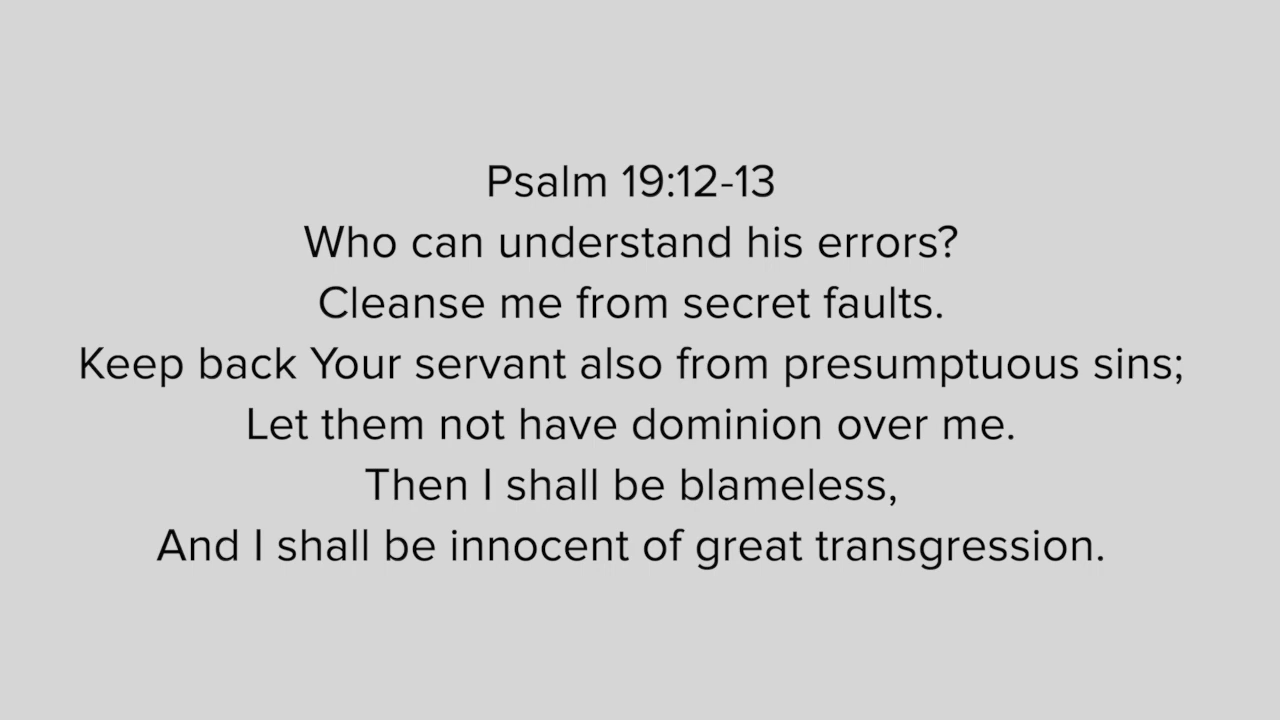 Psalm 19:12-13
Who can understand his errors?
Cleanse me from secret faults.
Keep back Your servant also from presumptuous sins;
Let them not have dominion over me.
Then I shall be blameless,
And I shall be innocent of great transgression.